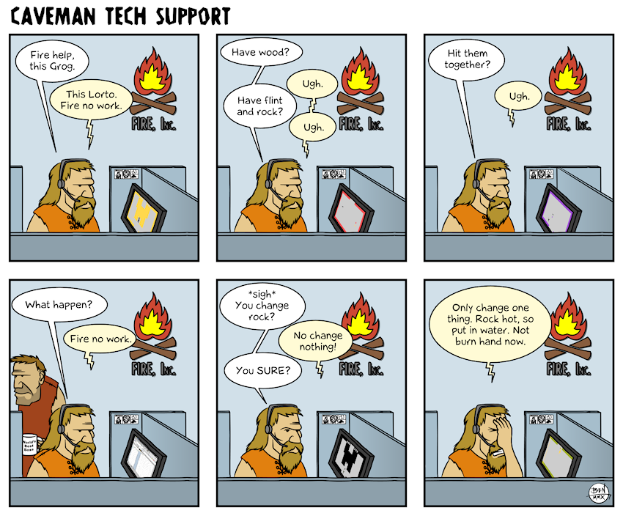 CAVEMAN TECH SUPPORT
Fire help,
this Grog.
This Lorto.
Fire no work.
FIRE, Inc.
Have wood?
Ugh.
Have flint
and rock?
Ugh.
FIRE, Inc.
Hit them
together?
Ugh.
FIRE, Inc.
What happen?
Fire no work.
FIRE, Inc.
*sigh*
You change
rock?
No change
nothing!
You SURE?
FIRE, Inc.
Only change one
thing. Rock hot, so
put in water. Not
burn hand now.
FIRE, Inc.